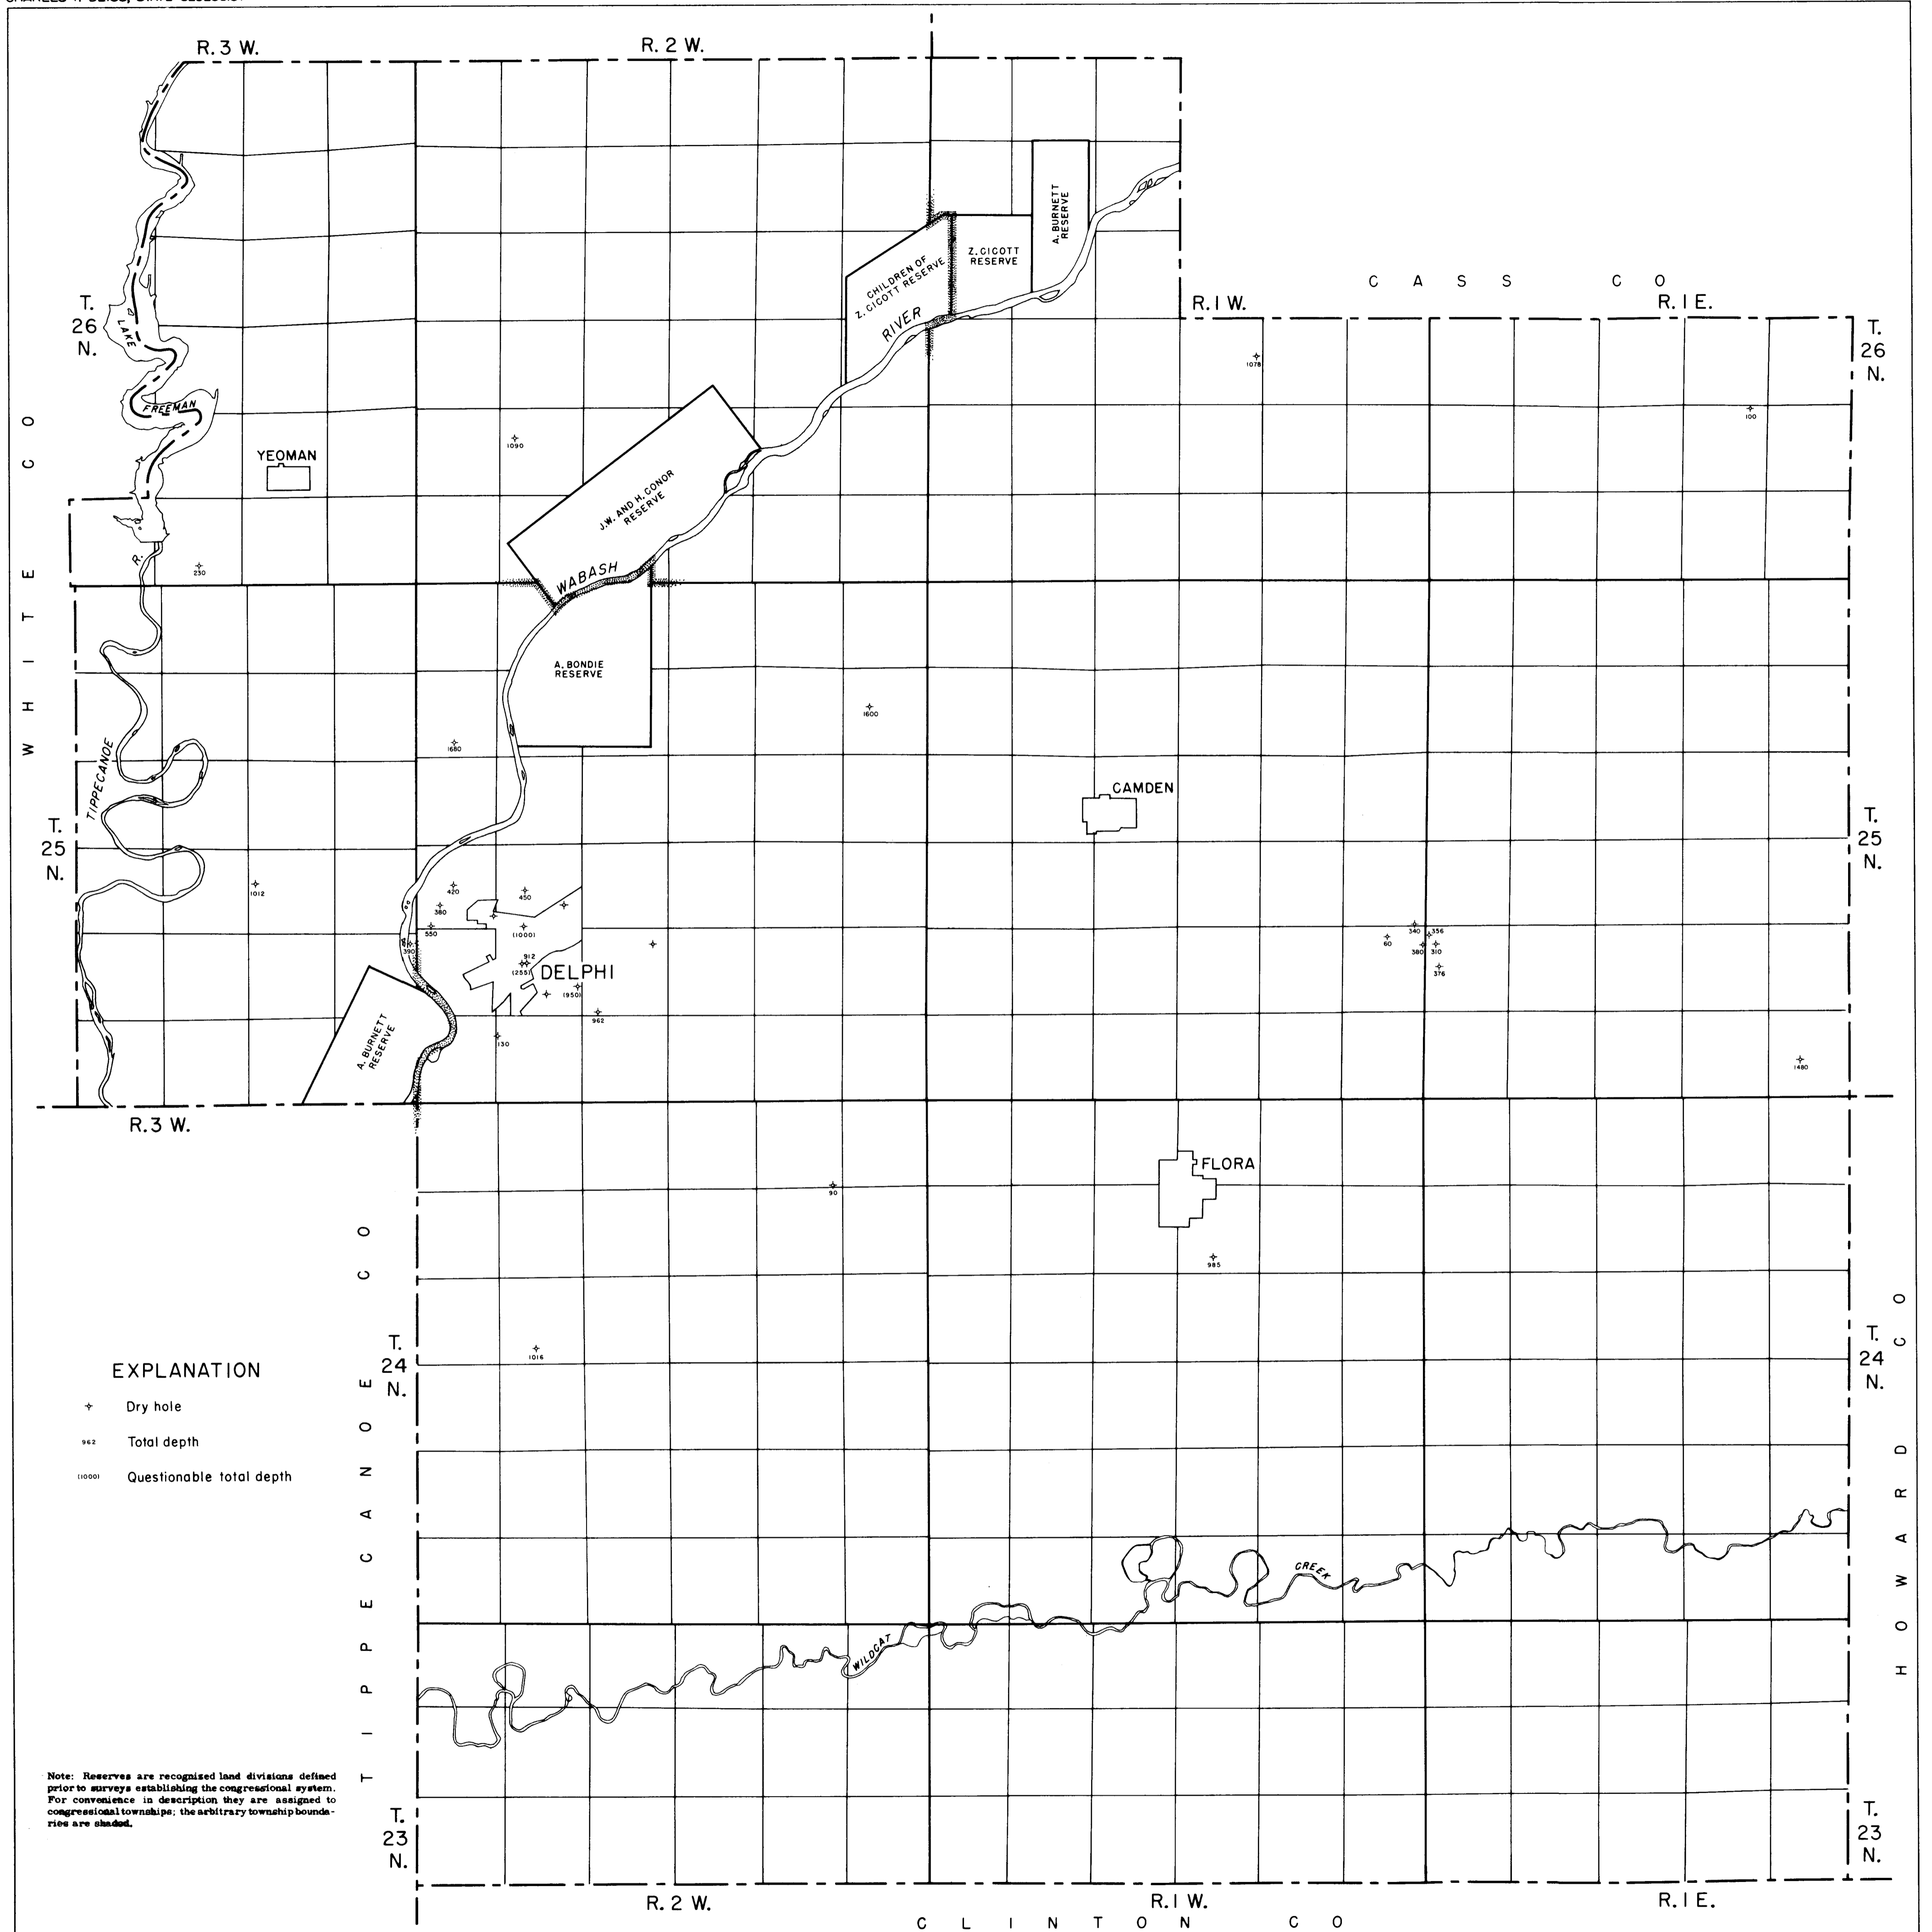 R. 3 W.
R. 2 W.
A. BURNETT
RESERVE
Z. CICOTT
RESERVE
CHILDREN OF
Z. CICOTT RESERVE
RIVER
C A S S C O
R. I W.
R. I E.
T.
26
N.
T.
26
N.
LAKE
FREEMAN
1078
100
1090
YEOMAN
J.W. AND H. CONOR
RESERVE
W H I T E C O
R.
230
WABASH
A. BONDIE
RESERVE
1600
1680
TIPPECANOE
CAMDEN
T.
25
N.
T.
25
N.
1012
420
450
380
550
(1000)
390
912
(255)
DELPHI
(950)
962
130
340
356
60
380
310
376
A. BURNETT
RESERVE
1480
R. 3 W.
FLORA
90
985
1016
T.
24
N.
T.
24
N.
EXPLANATION
Dry hole
962 Total depth
(1000) Questionable total depth
T I P P E C A N O E C O
H O W A R D C O
CREEK
WILDCAT
Note: Reserves are recognized land divisions defined
prior to surveys establishing the congressional system.
For convenience in description they are assigned to
congressional townships; the arbitrary township bounda-
ries are shaded.
T.
23
N.
T.
23
N.
R. 2 W.
R. I W.
R. I E.
C L I N T O N C O